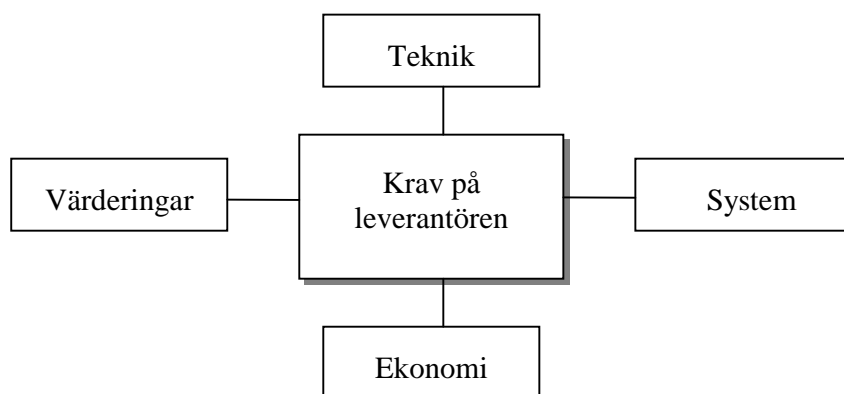 Teknik
Värderingar
Krav på
leverantören
System
Ekonomi